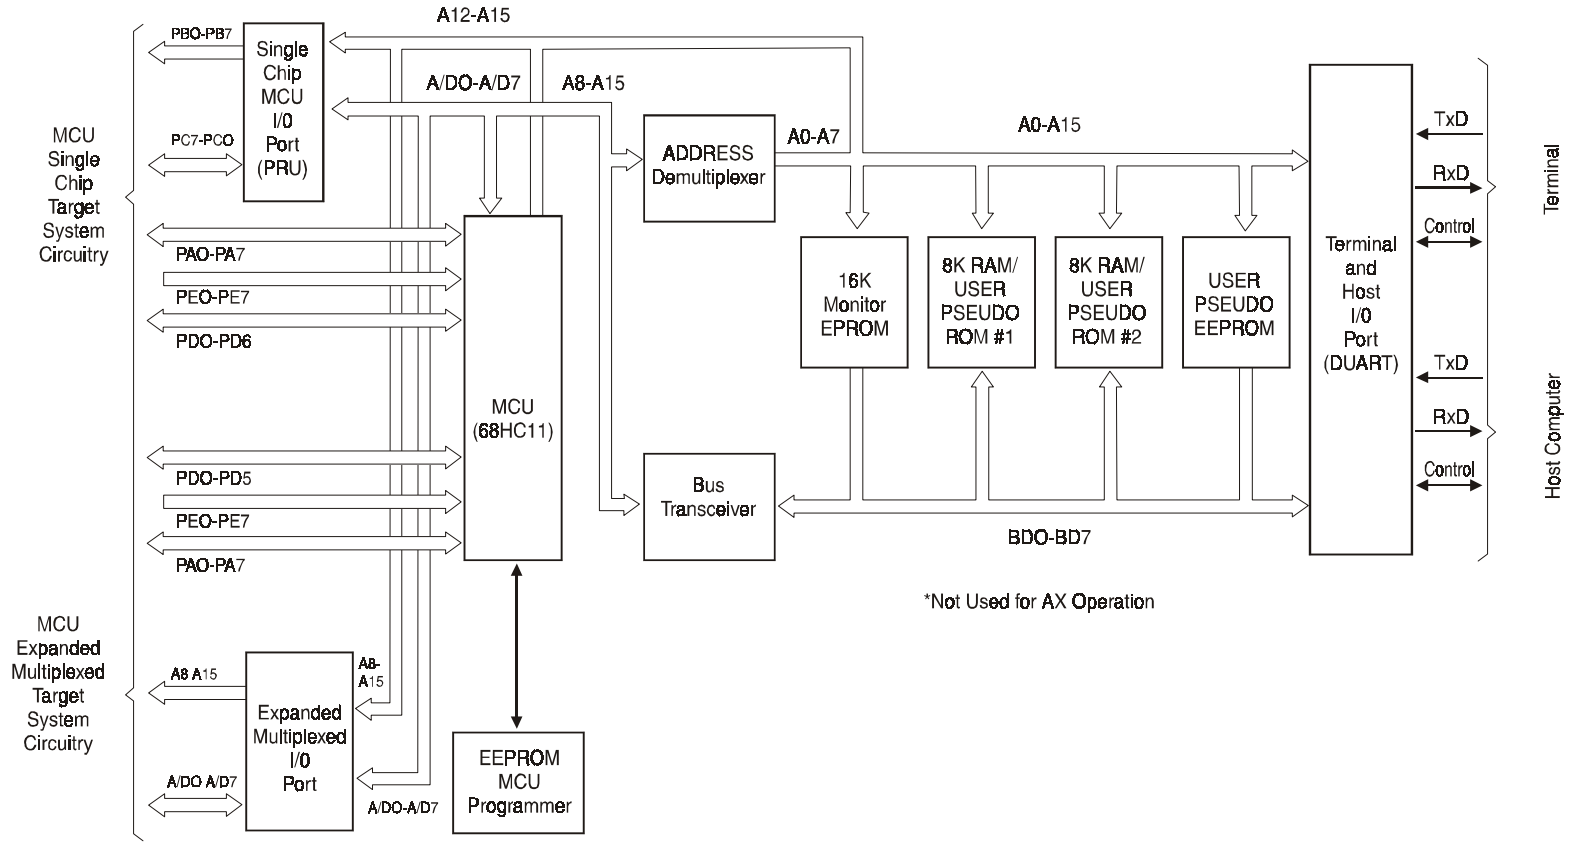 A12-A15
PBO-PB7
Single
Chip
MCU
I/0
Port
(PRU)
A/DO-A/D7
A8-A15
PC7-PCO
MCU
Single
Chip
Target
System
Circuitry
ADDRESS
Demultiplexer
A0-A7
A0-A15
PAO-PA7
PEO-PE7
PDO-PD6
MCU
(68HC11)
PDO-PD5
PEO-PE7
PAO-PA7
16K
Monitor
EPROM
8K RAM/
USER
PSEUDO
ROM #1
8K RAM/
USER
PSEUDO
ROM #2
USER
PSEUDO
EEPROM
Terminal
and
Host
I/0
Port
(DUART)
TxD
RxD
Control
Terminal
TxD
RxD
Control
Host Computer
Bus
Transceiver
BDO-BD7
*Not Used for AX Operation
MCU
Expanded
Multiplexed
Target
System
Circuitry
A8 A15
A/DO A/D7
Expanded
Multiplexed
I/0
Port
A8-
A15
A/DO-A/D7
EEPROM
MCU
Programmer